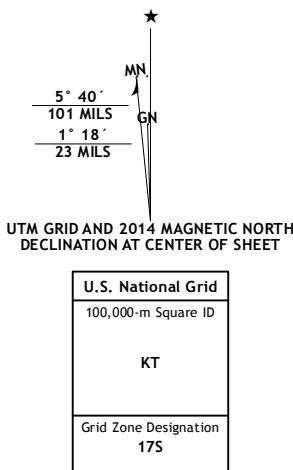 MN
GN
5° 40´
101 MILS
1° 18´
23 MILS
UTM GRID AND 2014 MAGNETIC NORTH
DECLINATION AT CENTER OF SHEET
U.S. National Grid
100,000-m Square ID
KT
Grid Zone Designation
17S